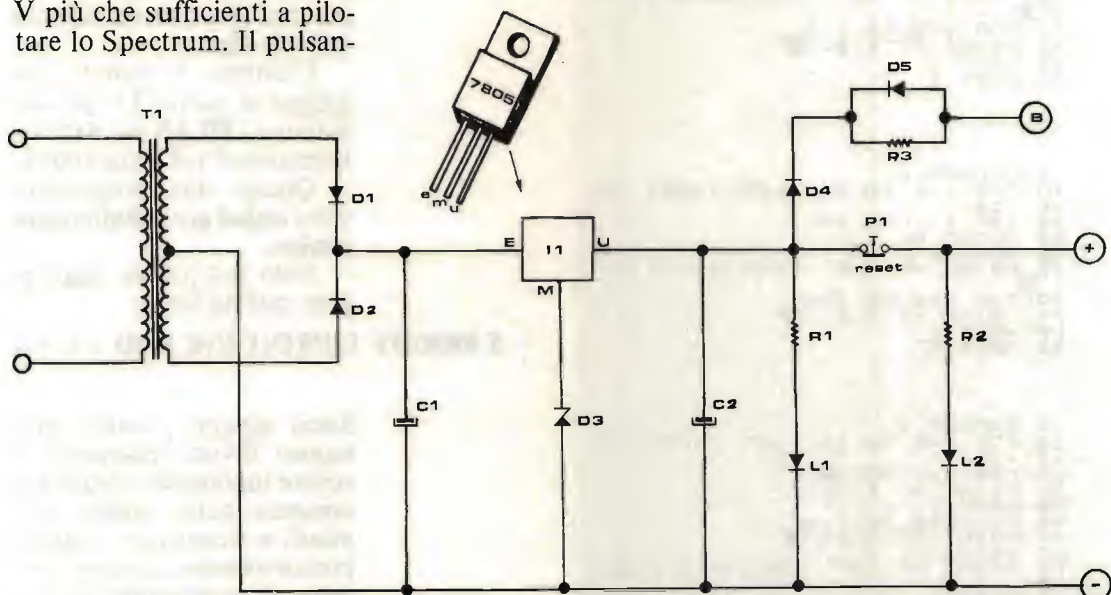 V più che sufficienti a pilo-
tare lo Spectrum. Il pulsan-
T1
7805
e m u
D1
D2
C1
E
I1
U
M
D3
C2
D4
D5
R3
B
P1
reset
+
R1
R2
L1
L2
-